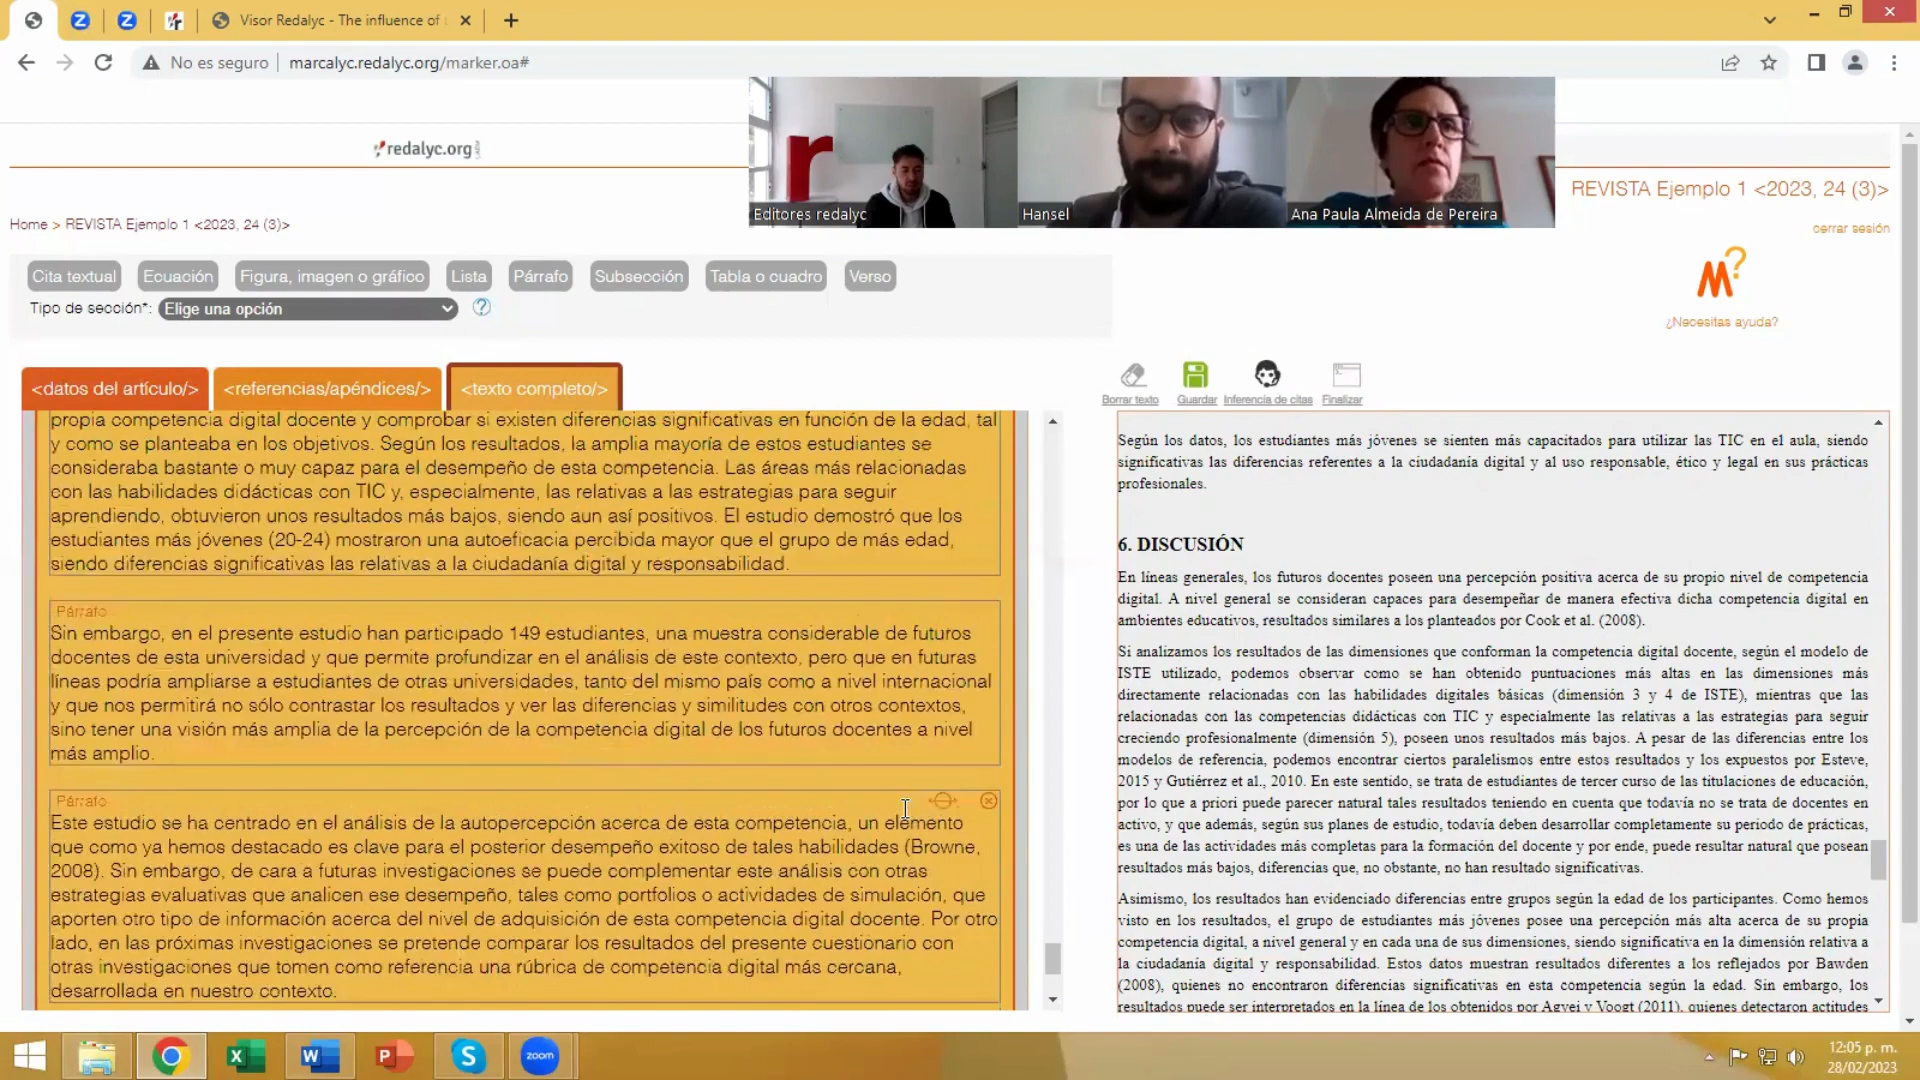 Visor Redalyc - The influence of
No es seguro
marcalyc.redalyc.org/marker.oa#
redalyc.org
r
Editores redalyc
Hansel
Ana Paula Almeida de Pereira
REVISTA Ejemplo 1 <2023, 24 (3)>
cerrar sesión
Home > REVISTA Ejemplo 1 <2023, 24 (3)>
Cita textual
Ecuación
Figura, imagen o gráfico
Lista
Párrafo
Subsección
Tabla o cuadro
Verso
Tipo de sección*:
Elige una opción
¿Necesitas ayuda?
<datos del artículo/>
<referencias/apéndices/>
<texto completo/>
Borrar texto
Guardar
Inferencia de citas
Finalizar
propia competencia digital docente y comprobar si existen diferencias significativas en función de la edad, tal
y como se planteaba en los objetivos. Según los resultados, la amplia mayoría de estos estudiantes se
consideraba bastante o muy capaz para el desempeño de esta competencia. Las áreas más relacionadas
con las habilidades didácticas con TIC y, especialmente, las relativas a las estrategias para seguir
aprendiendo, obtuvieron unos resultados más bajos, siendo aun así positivos. El estudio demostró que los
estudiantes más jóvenes (20-24) mostraron una autoeficacia percibida mayor que el grupo de más edad,
siendo diferencias significativas las relativas a la ciudadanía digital y responsabilidad.
Párrafo
Sin embargo, en el presente estudio han participado 149 estudiantes, una muestra considerable de futuros
docentes de esta universidad y que permite profundizar en el análisis de este contexto, pero que en futuras
líneas podría ampliarse a estudiantes de otras universidades, tanto del mismo país como a nivel internacional
y que nos permitirá no sólo contrastar los resultados y ver las diferencias y similitudes con otros contextos,
sino tener una visión más amplia de la percepción de la competencia digital de los futuros docentes a nivel
más amplio.
Párrafo
Este estudio se ha centrado en el análisis de la autopercepción acerca de esta competencia, un elemento
que como ya hemos destacado es clave para el posterior desempeño exitoso de tales habilidades (Browne,
2008). Sin embargo, de cara a futuras investigaciones se puede complementar este análisis con otras
estrategias evaluativas que analicen ese desempeño, tales como portfolios o actividades de simulación, que
aporten otro tipo de información acerca del nivel de adquisición de esta competencia digital docente. Por otro
lado, en las próximas investigaciones se pretende comparar los resultados del presente cuestionario con
otras investigaciones que tomen como referencia una rúbrica de competencia digital más cercana,
desarrollada en nuestro contexto.
Según los datos, los estudiantes más jóvenes se sienten más capacitados para utilizar las TIC en el aula, siendo
significativas las diferencias referentes a la ciudadanía digital y al uso responsable, ético y legal en sus prácticas
profesionales.
6. DISCUSIÓN
En líneas generales, los futuros docentes poseen una percepción positiva acerca de su propio nivel de competencia
digital. A nivel general se consideran capaces para desempeñar de manera efectiva dicha competencia digital en
ambientes educativos, resultados similares a los planteados por Cook et al. (2008).
Si analizamos los resultados de las dimensiones que conforman la competencia digital docente, según el modelo de
ISTE utilizado, podemos observar como se han obtenido puntuaciones más altas en las dimensiones más
directamente relacionadas con las habilidades digitales básicas (dimensión 3 y 4 de ISTE), mientras que las
relacionadas con las competencias didácticas con TIC y especialmente las relativas a las estrategias para seguir
creciendo profesionalmente (dimensión 5), poseen unos resultados más bajos. A pesar de las diferencias entre los
modelos de referencia, podemos encontrar ciertos paralelismos entre estos resultados y los expuestos por Esteve,
2015 y Gutiérrez et al., 2010. En este sentido, se trata de estudiantes de tercer curso de las titulaciones de educación,
por lo que a priori puede parecer natural tales resultados teniendo en cuenta que todavía no se trata de docentes en
activo, y que además, según sus planes de estudio, todavía deben desarrollar completamente su periodo de prácticas,
es una de las actividades más completas para la formación del docente y por ende, puede resultar natural que posean
resultados más bajos, diferencias que, no obstante, no han resultado significativas.
Asimismo, los resultados han evidenciado diferencias entre grupos según la edad de los participantes. Como hemos
visto en los resultados, el grupo de estudiantes más jóvenes posee una percepción más alta acerca de su propia
competencia digital, a nivel general y en cada una de sus dimensiones, siendo significativa en la dimensión relativa a
la ciudadanía digital y responsabilidad. Estos datos muestran resultados diferentes a los reflejados por Bawden
(2008), quienes no encontraron diferencias significativas en esta competencia según la edad. Sin embargo, los
resultados puede ser interpretados en la línea de los obtenidos por Agyei y Voogt (2011), quienes detectaron actitudes
zoom
12:05 p. m.
28/02/2023